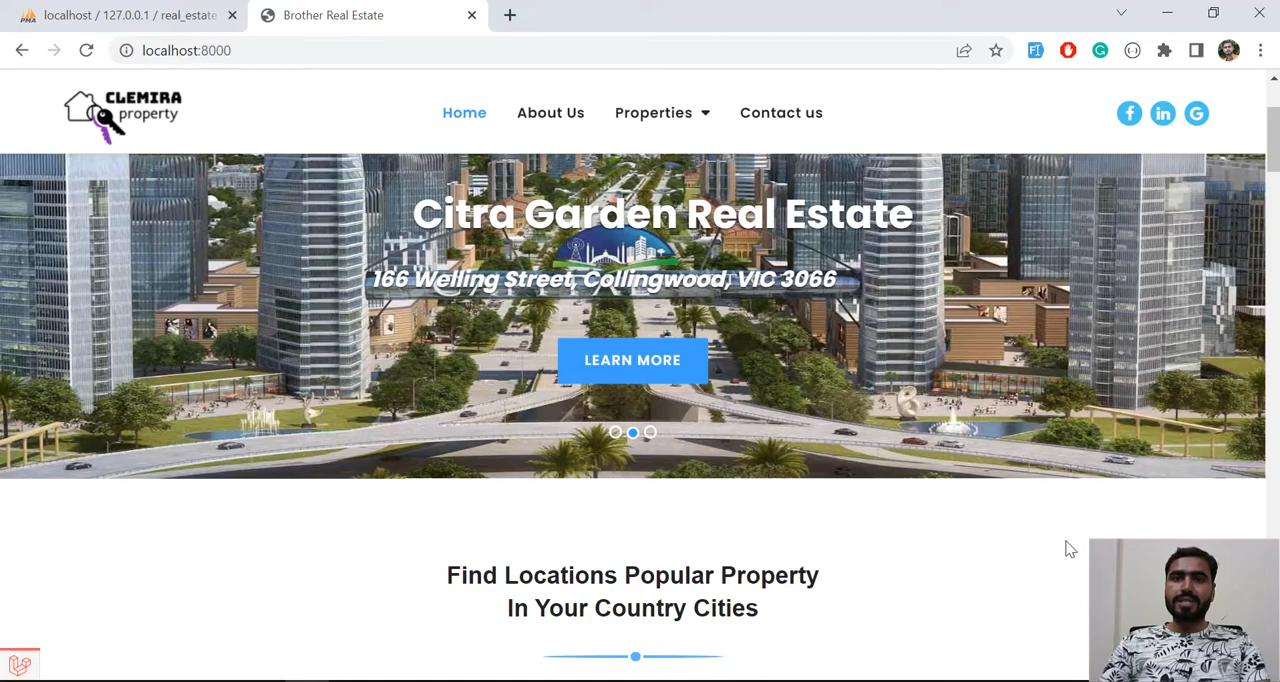 localhost / 127.0.0.1 / real_estate
Brother Real Estate
localhost:8000
CLEMIRA
property
Home
About Us
Properties
Contact us
Citra Garden Real Estate
166 Welling Street, Collingwood, VIC 3066
LEARN MORE
Find Locations Popular Property
In Your Country Cities